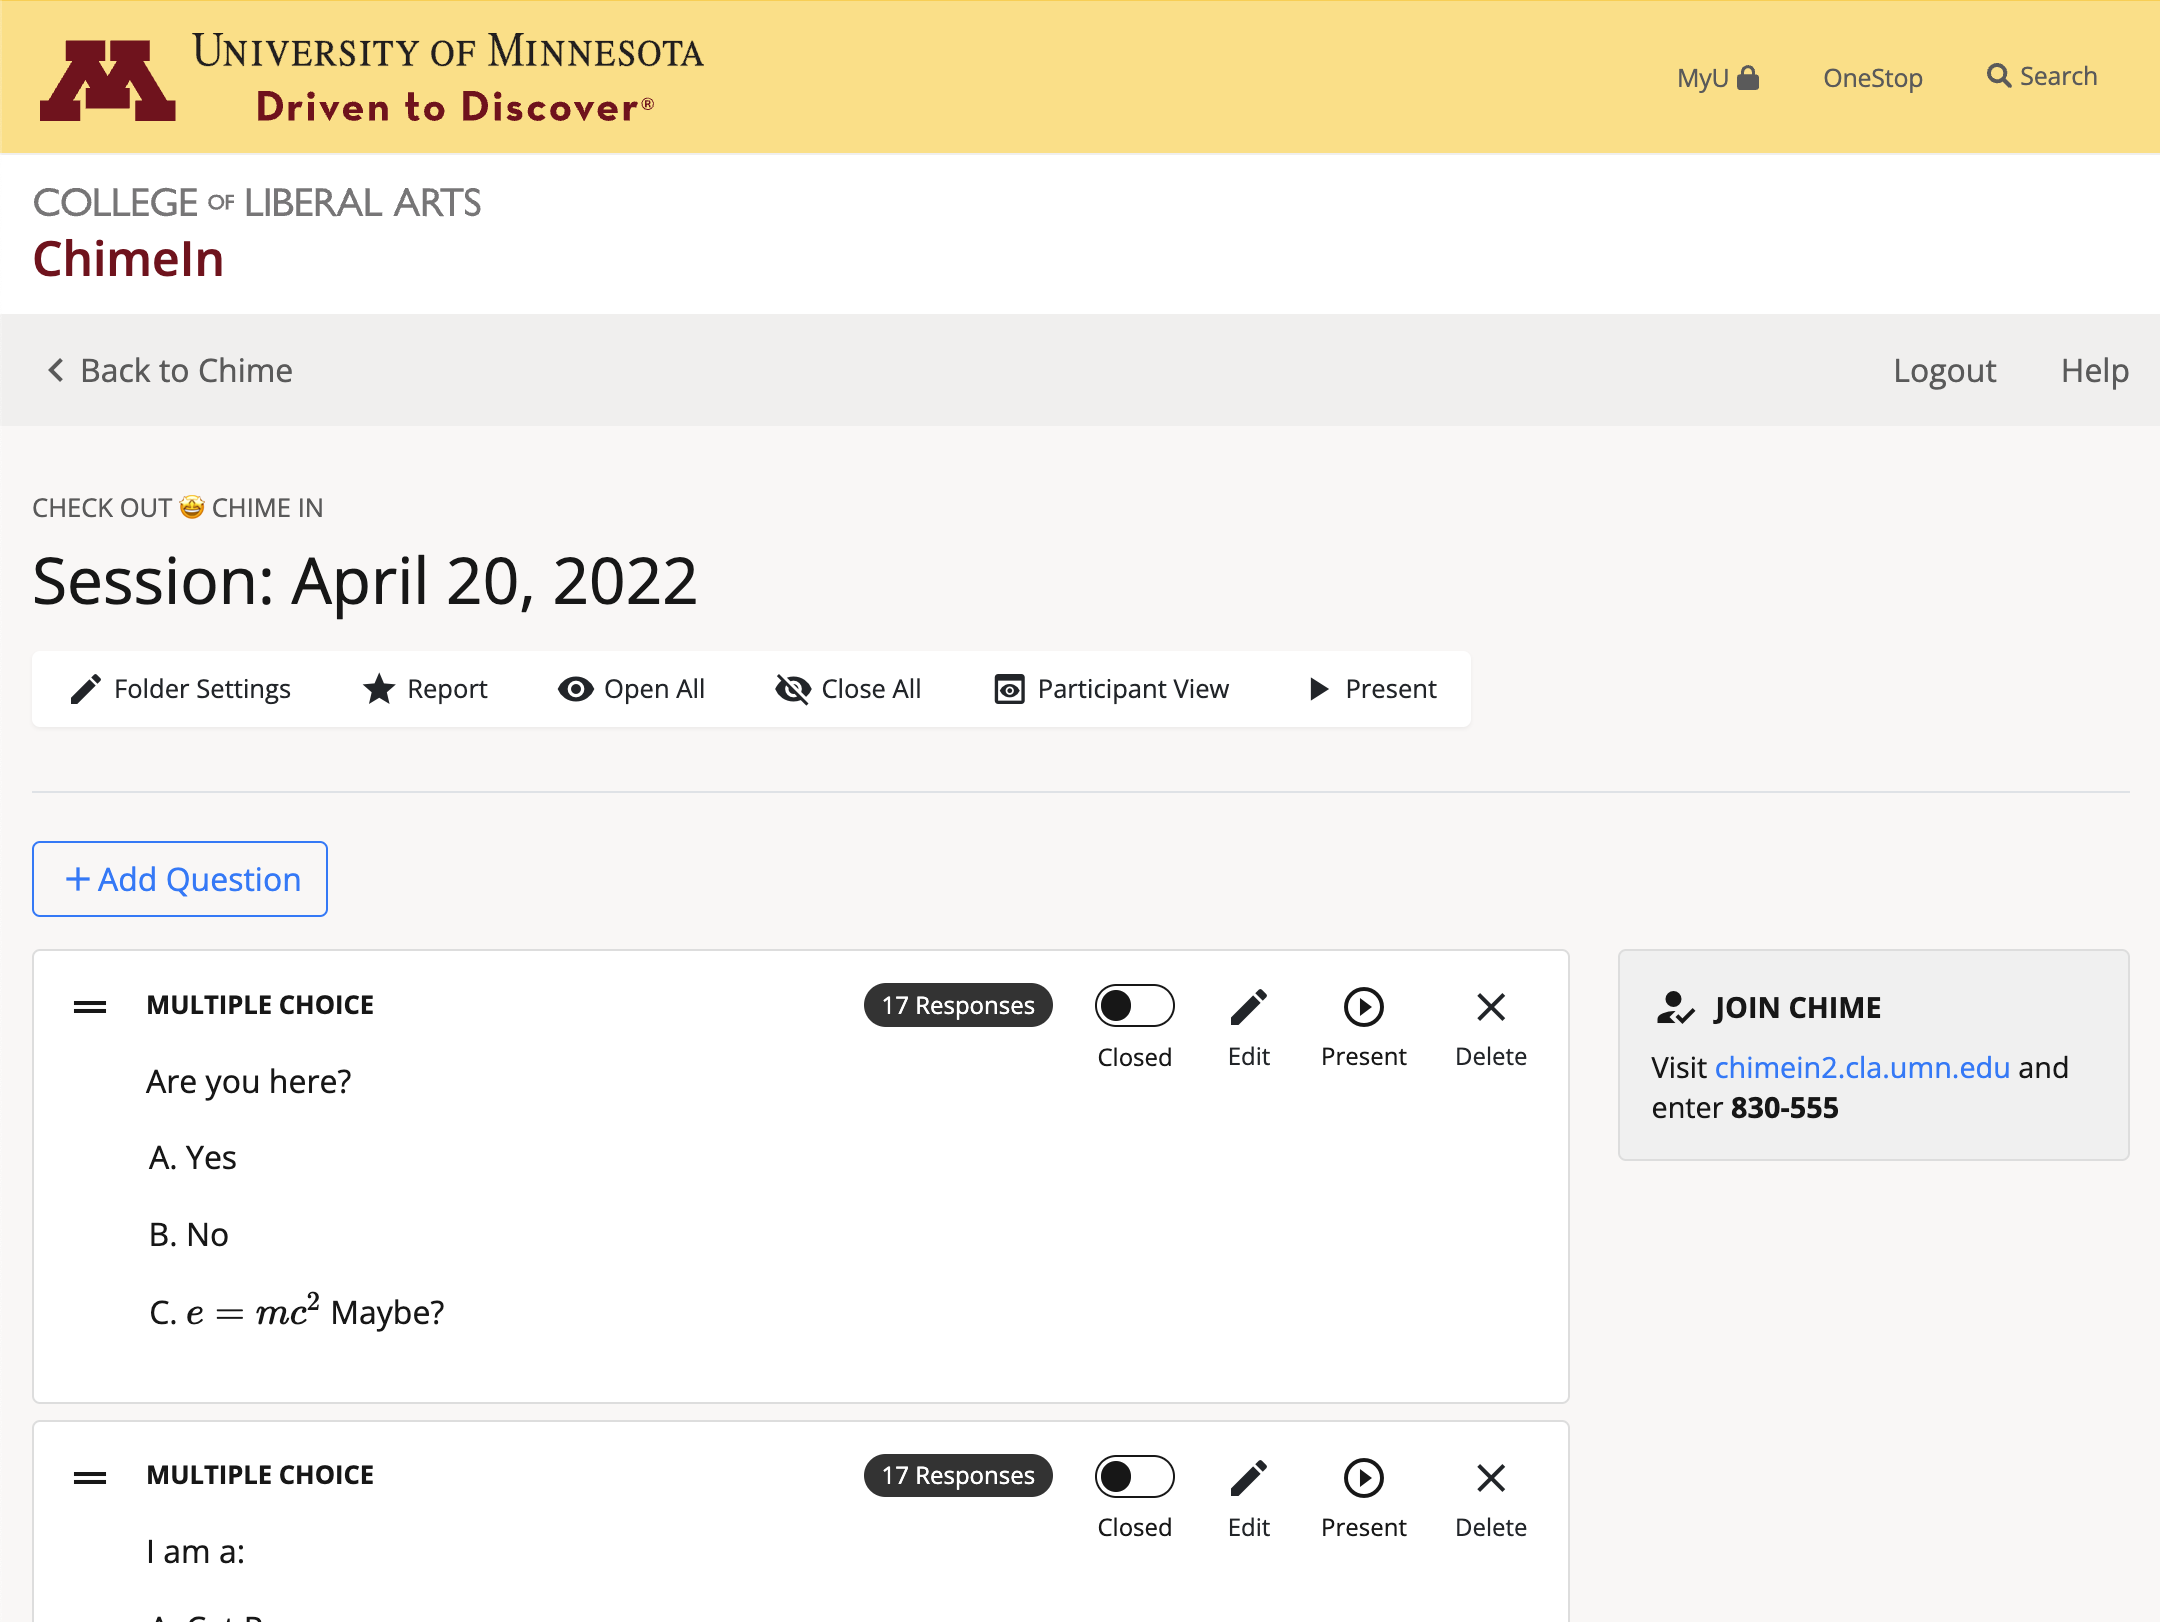 UNIVERSITY OF MINNESOTA
Driven to Discover®
MyU
OneStop
Search
COLLEGE OF LIBERAL ARTS
ChimeIn
Back to Chime
Logout
Help
CHECK OUT 🤩 CHIME IN
Session: April 20, 2022
Folder Settings
Report
Open All
Close All
Participant View
Present
+ Add Question
MULTIPLE CHOICE
17 Responses
Closed
Edit
Present
Delete
Are you here?
A. Yes
B. No
C. e = mc² Maybe?
JOIN CHIME
Visit chimein2.cla.umn.edu and
enter 830-555
MULTIPLE CHOICE
17 Responses
Closed
Edit
Present
Delete
I am a: